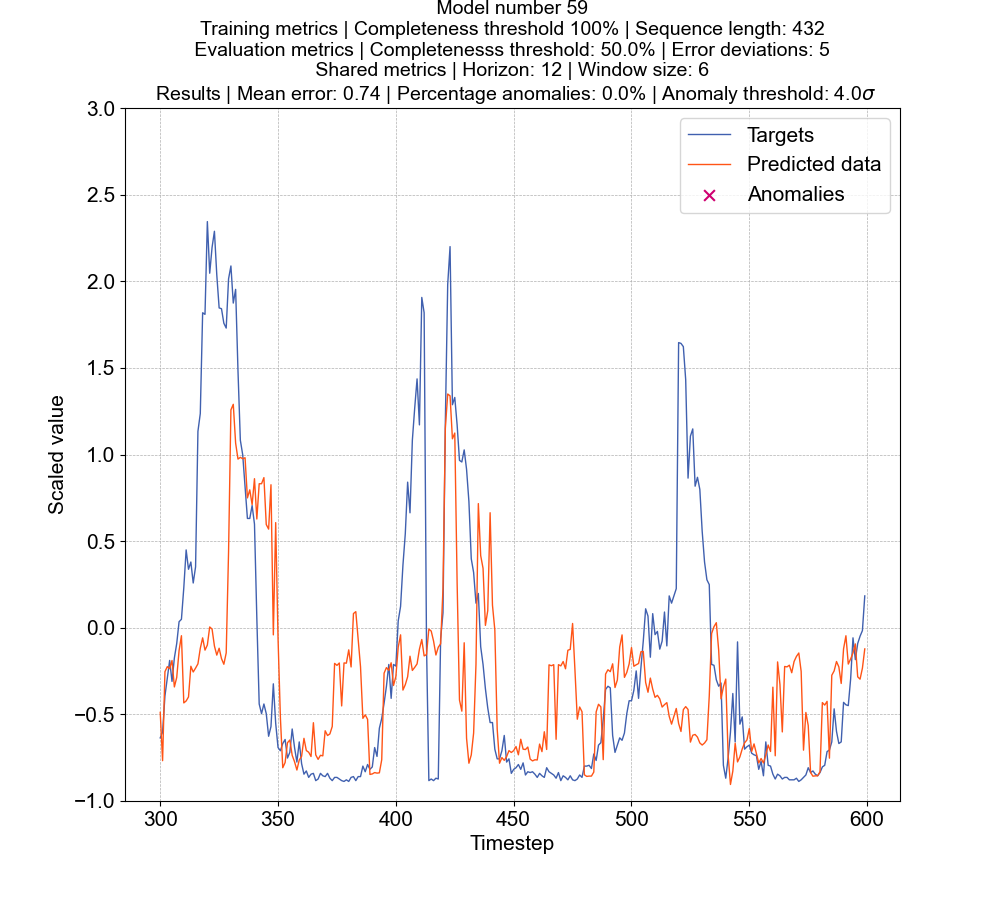 Model number 59
Training metrics | Completeness threshold 100% | Sequence length: 432
Evaluation metrics | Completenesss threshold: 50.0% | Error deviations: 5
Shared metrics | Horizon: 12 | Window size: 6
Results | Mean error: 0.74 | Percentage anomalies: 0.0% | Anomaly threshold: 4.0σ
Targets
Predicted data
Anomalies
3.0
2.5
2.0
1.5
1.0
0.5
0.0
−0.5
−1.0
Scaled value
300 350 400 450 500 550 600
Timestep